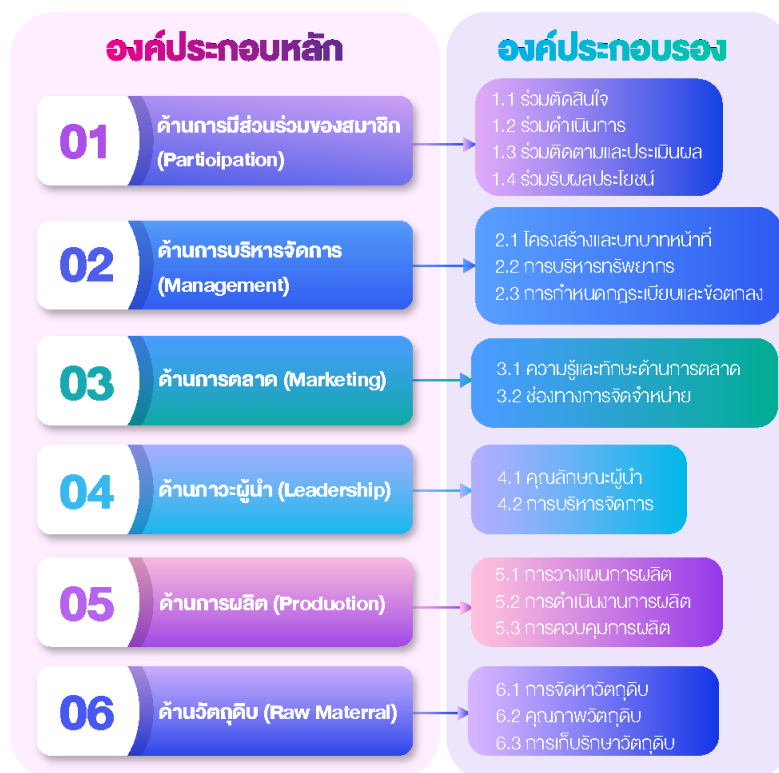 องค์ประกอบหลัก
องค์ประกอบรอง
01
ด้านการมีส่วนร่วมของสมาชิก
(Partioipation)
1.1 ร่วมตัดสินใจ
1.2 ร่วมดำเนินการ
1.3 ร่วมติดตามและประเมินผล
1.4 ร่วมรับผลประโยชน์
02
ด้านการบริหารจัดการ
(Management)
2.1 โครงสร้างและบทบาทหน้าที่
2.2 การบริหารทรัพยากร
2.3 การกำหนดกฎระเบียบและข้อตกลง
03
ด้านการตลาด (Marketing)
3.1 ความรู้และทักษะด้านการตลาด
3.2 ช่องทางการจัดจำหน่าย
04
ด้านภาวะผู้นำ (Leadership)
4.1 คุณลักษณะผู้นำ
4.2 การบริหารจัดการ
05
ด้านการผลิต (Produotion)
5.1 การวางแผนการผลิต
5.2 การดำเนินงานการผลิต
5.3 การควบคุมการผลิต
06
ด้านวัตถุดิบ (Raw Materral)
6.1 การจัดหาวัตถุดิบ
6.2 คุณภาพวัตถุดิบ
6.3 การเก็บรักษาวัตถุดิบ